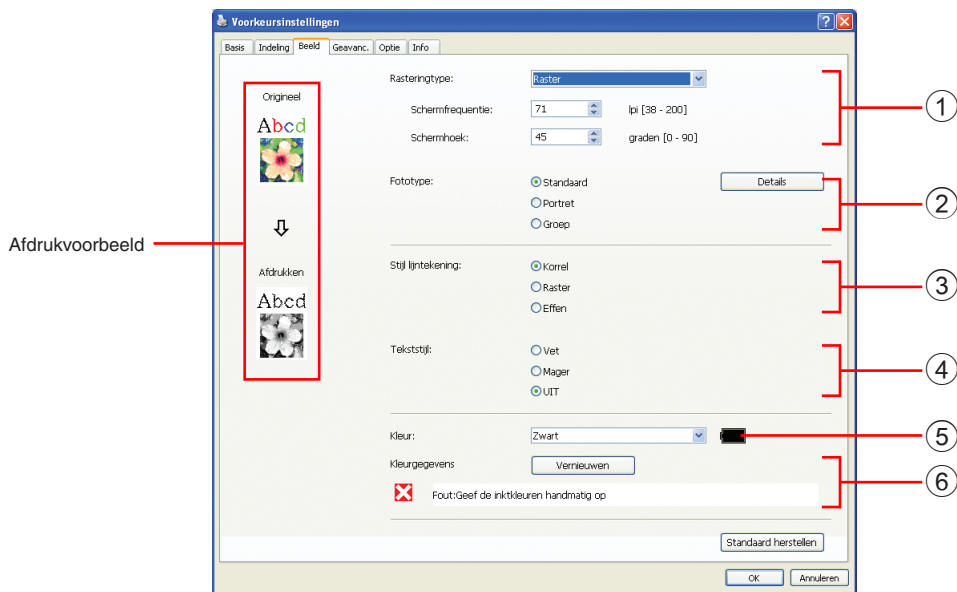 Voorkeursinstellingen
Basis Indeling Beeld Geavanc. Optie Info
Origineel
Abcd
Afdrukken
Abcd
Afdrukvoorbeeld
Rasteringtype: Raster
Schermfrequentie: 71 lpi [38 - 200]
Schermhoek: 45 graden [0 - 90]
1
Fototype: Standaard Details
Portret
Groep
2
Stijl lijntekening: Korrel
Raster
Effen
3
Tekststijl: Vet
Mager
UIT
4
Kleur: Zwart
5
Kleurgegevens Vernieuwen
Fout:Geef de inktkleuren handmatig op
6
Standaard herstellen
OK Annuleren